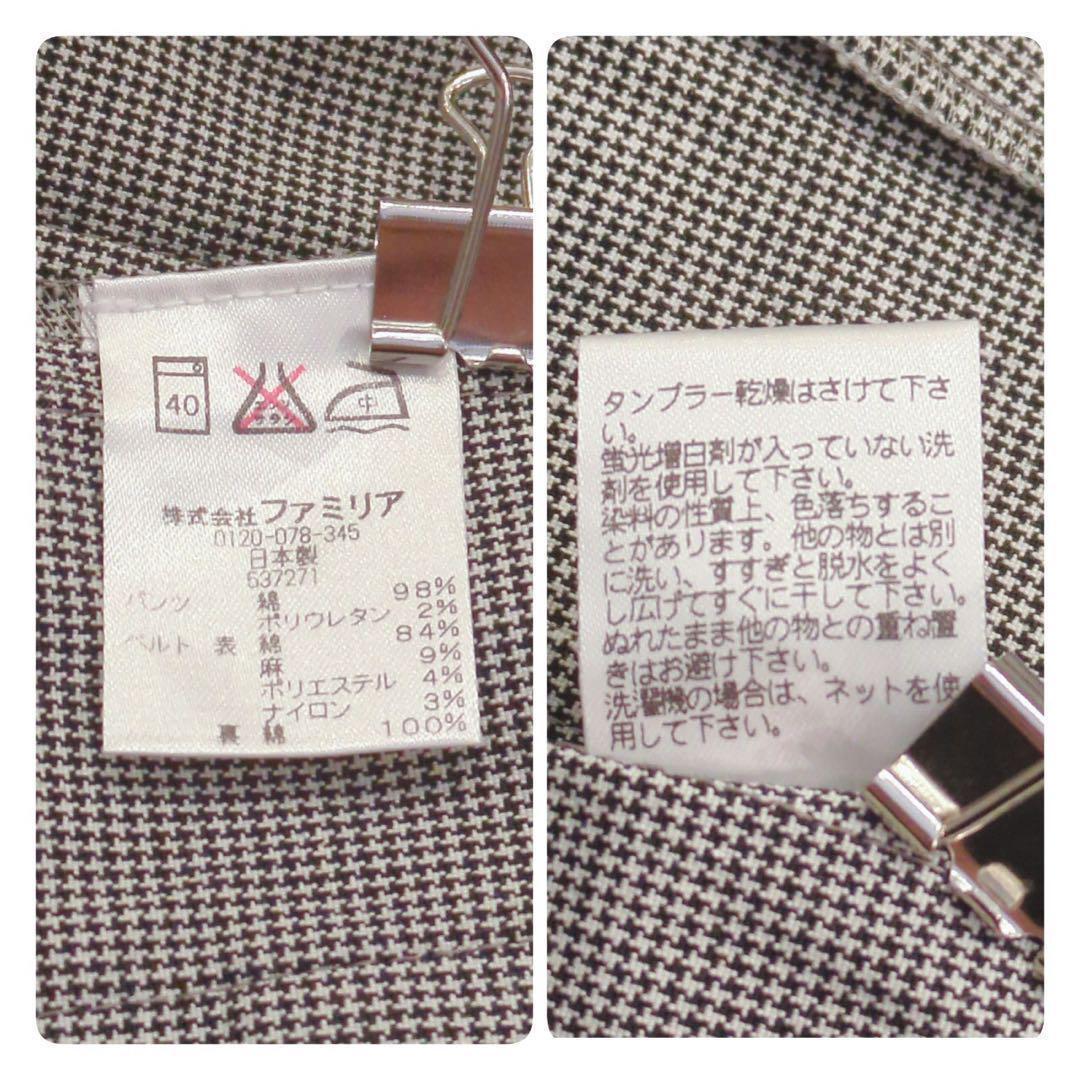 40
エンソ
サラシ
中
株式会社ファミリア
0120-078-345
日本製
537271
パンツ 綿 98%
ポリウレタン 2%
ベルト 表 綿 84%
麻 9%
ポリエステル 4%
ナイロン 3%
裏 綿 100%
タンブラー乾燥はさけて下さ
い。
蛍光増白剤が入っていない洗
剤を使用して下さい。
染料の性質上、色落ちするこ
とがあります。他の物とは別
に洗い、すすぎと脱水をよく
し広げてすぐに干して下さい。
ぬれたまま他の物との重ね置
きはお避け下さい。
洗濯機の場合は、ネットを使
用して下さい。